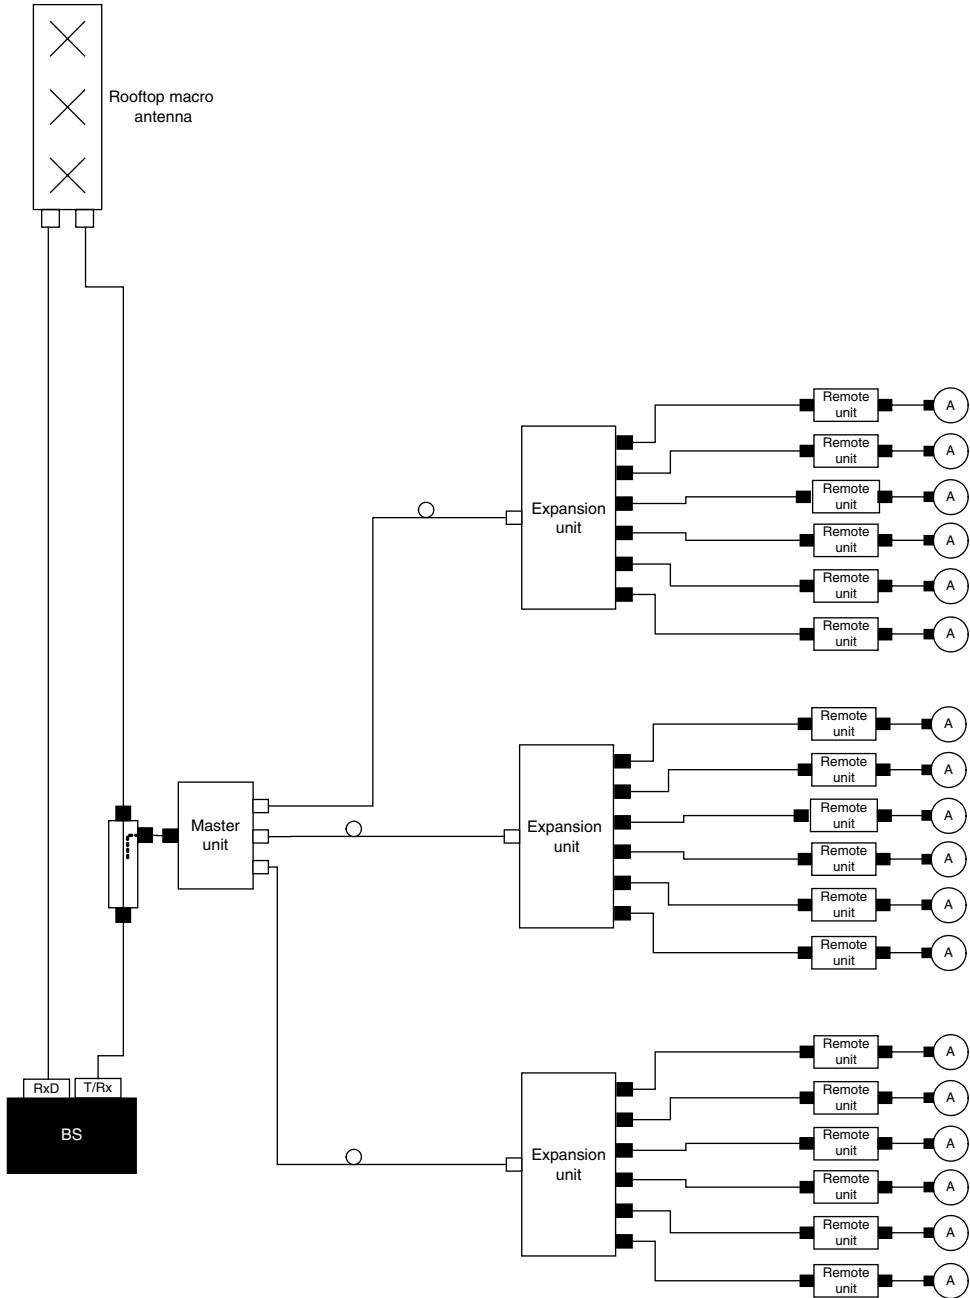 Rooftop macro
antenna
Remote
unit
A
Remote
unit
A
Remote
unit
A
Expansion
unit
Remote
unit
A
Remote
unit
A
Remote
unit
A
Remote
unit
A
Remote
unit
A
Remote
unit
A
Master
unit
Expansion
unit
Remote
unit
A
Remote
unit
A
Remote
unit
A
Remote
unit
A
RxD
T/Rx
Remote
unit
A
BS
Remote
unit
A
Expansion
unit
Remote
unit
A
Remote
unit
A
Remote
unit
A